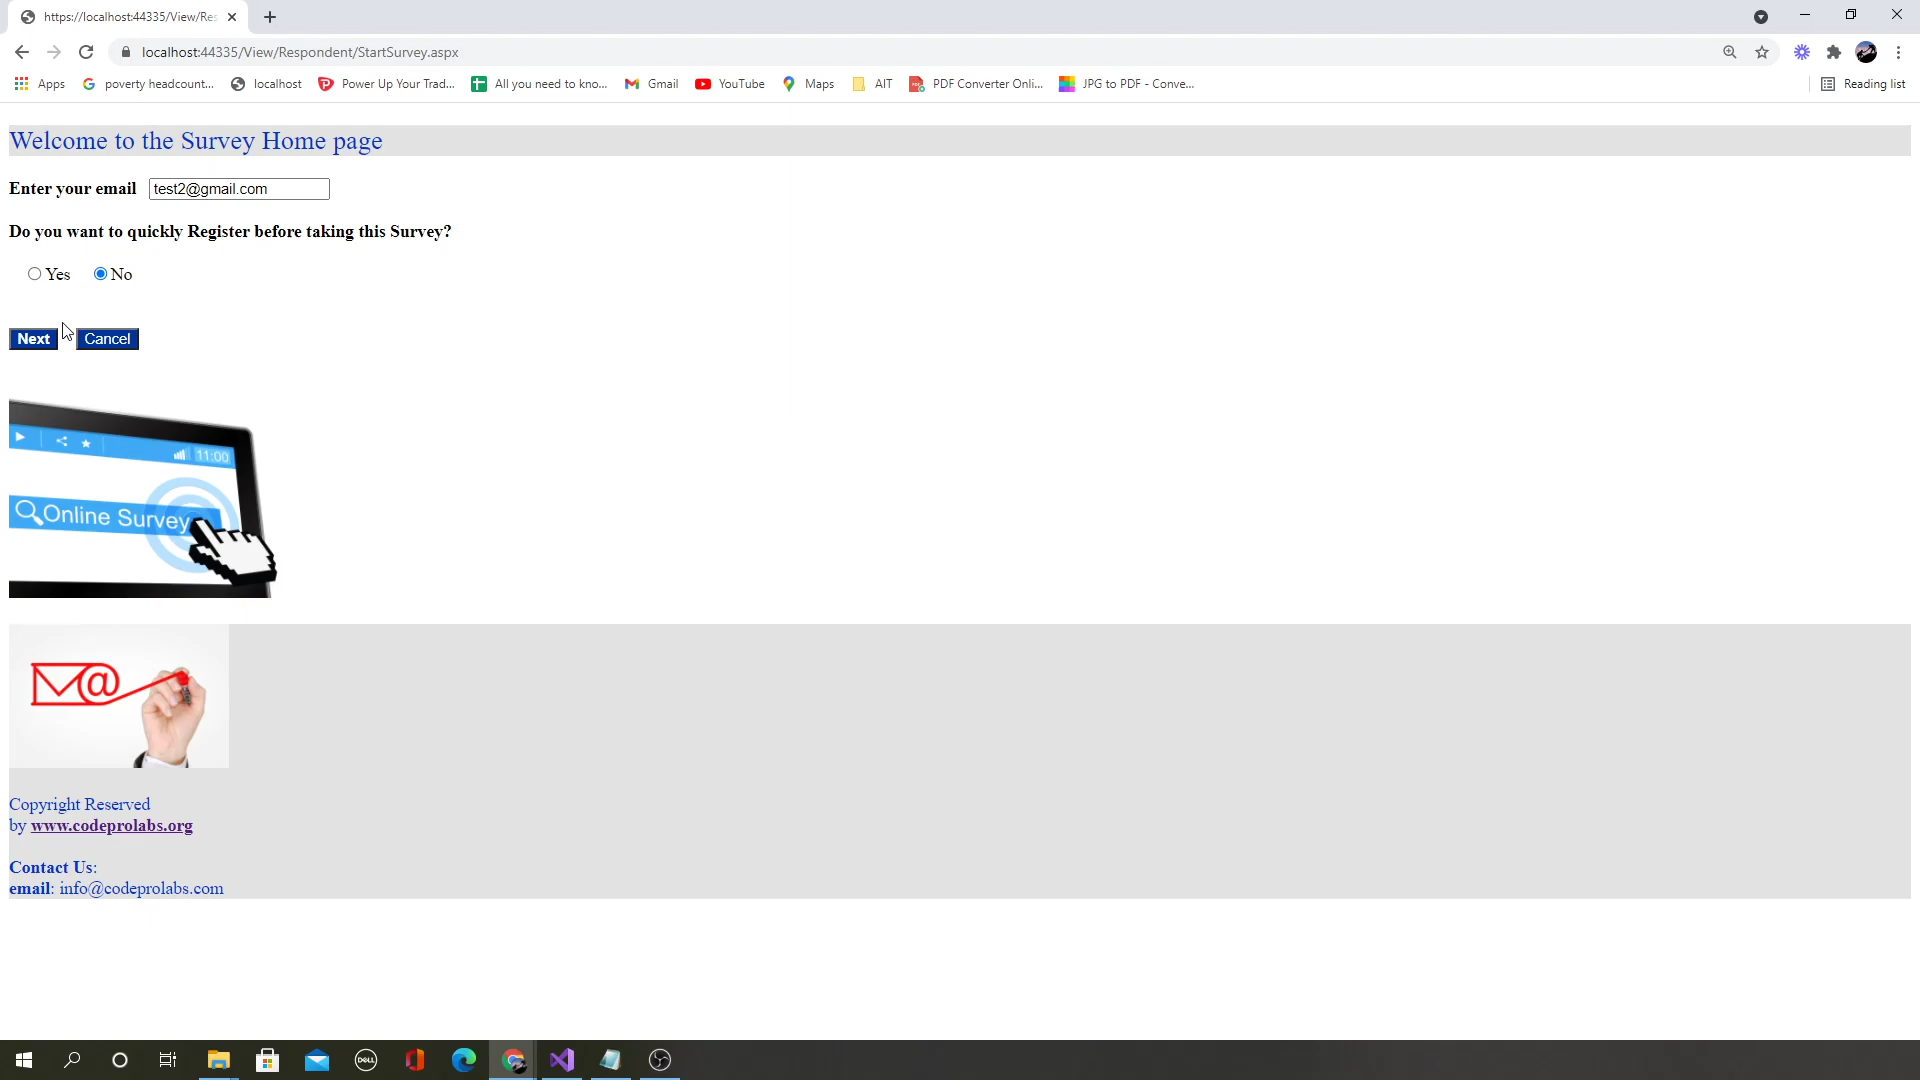 https://localhost:44335/View/Res
localhost:44335/View/Respondent/StartSurvey.aspx
Apps poverty headcount... localhost Power Up Your Trad... All you need to kno... Gmail YouTube Maps AIT PDF Converter Onli... JPG to PDF - Conve... Reading list
Welcome to the Survey Home page
Enter your email test2@gmail.com
Do you want to quickly Register before taking this Survey?
Yes No
Next Cancel
11:00
Online Survey
@
Copyright Reserved
by www.codeprolabs.org
Contact Us:
email: info@codeprolabs.com
DELL